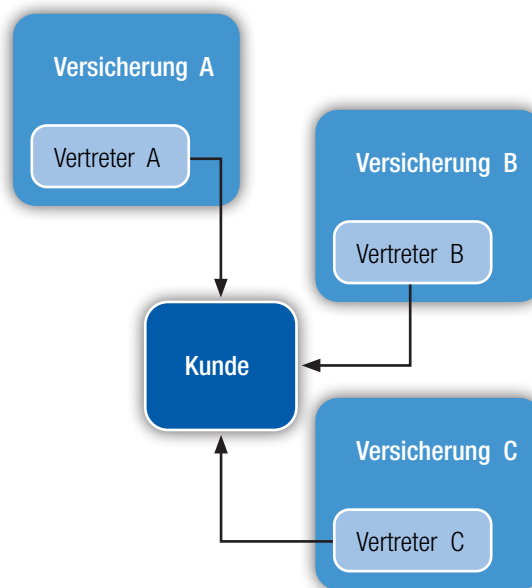 Versicherung A
Vertreter A
Versicherung B
Vertreter B
Kunde
Versicherung C
Vertreter C